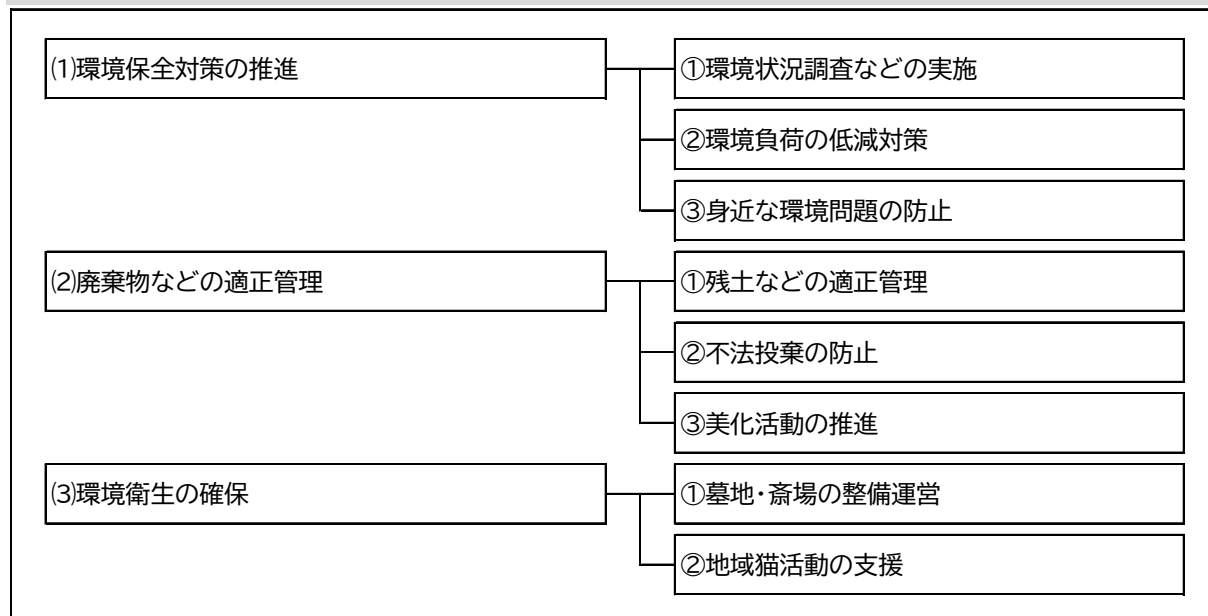 ⑴環境保全対策の推進
①環境状況調査などの実施
②環境負荷の低減対策
③身近な環境問題の防止
⑵廃棄物などの適正管理
①残土などの適正管理
②不法投棄の防止
③美化活動の推進
⑶環境衛生の確保
①墓地・斎場の整備運営
②地域猫活動の支援